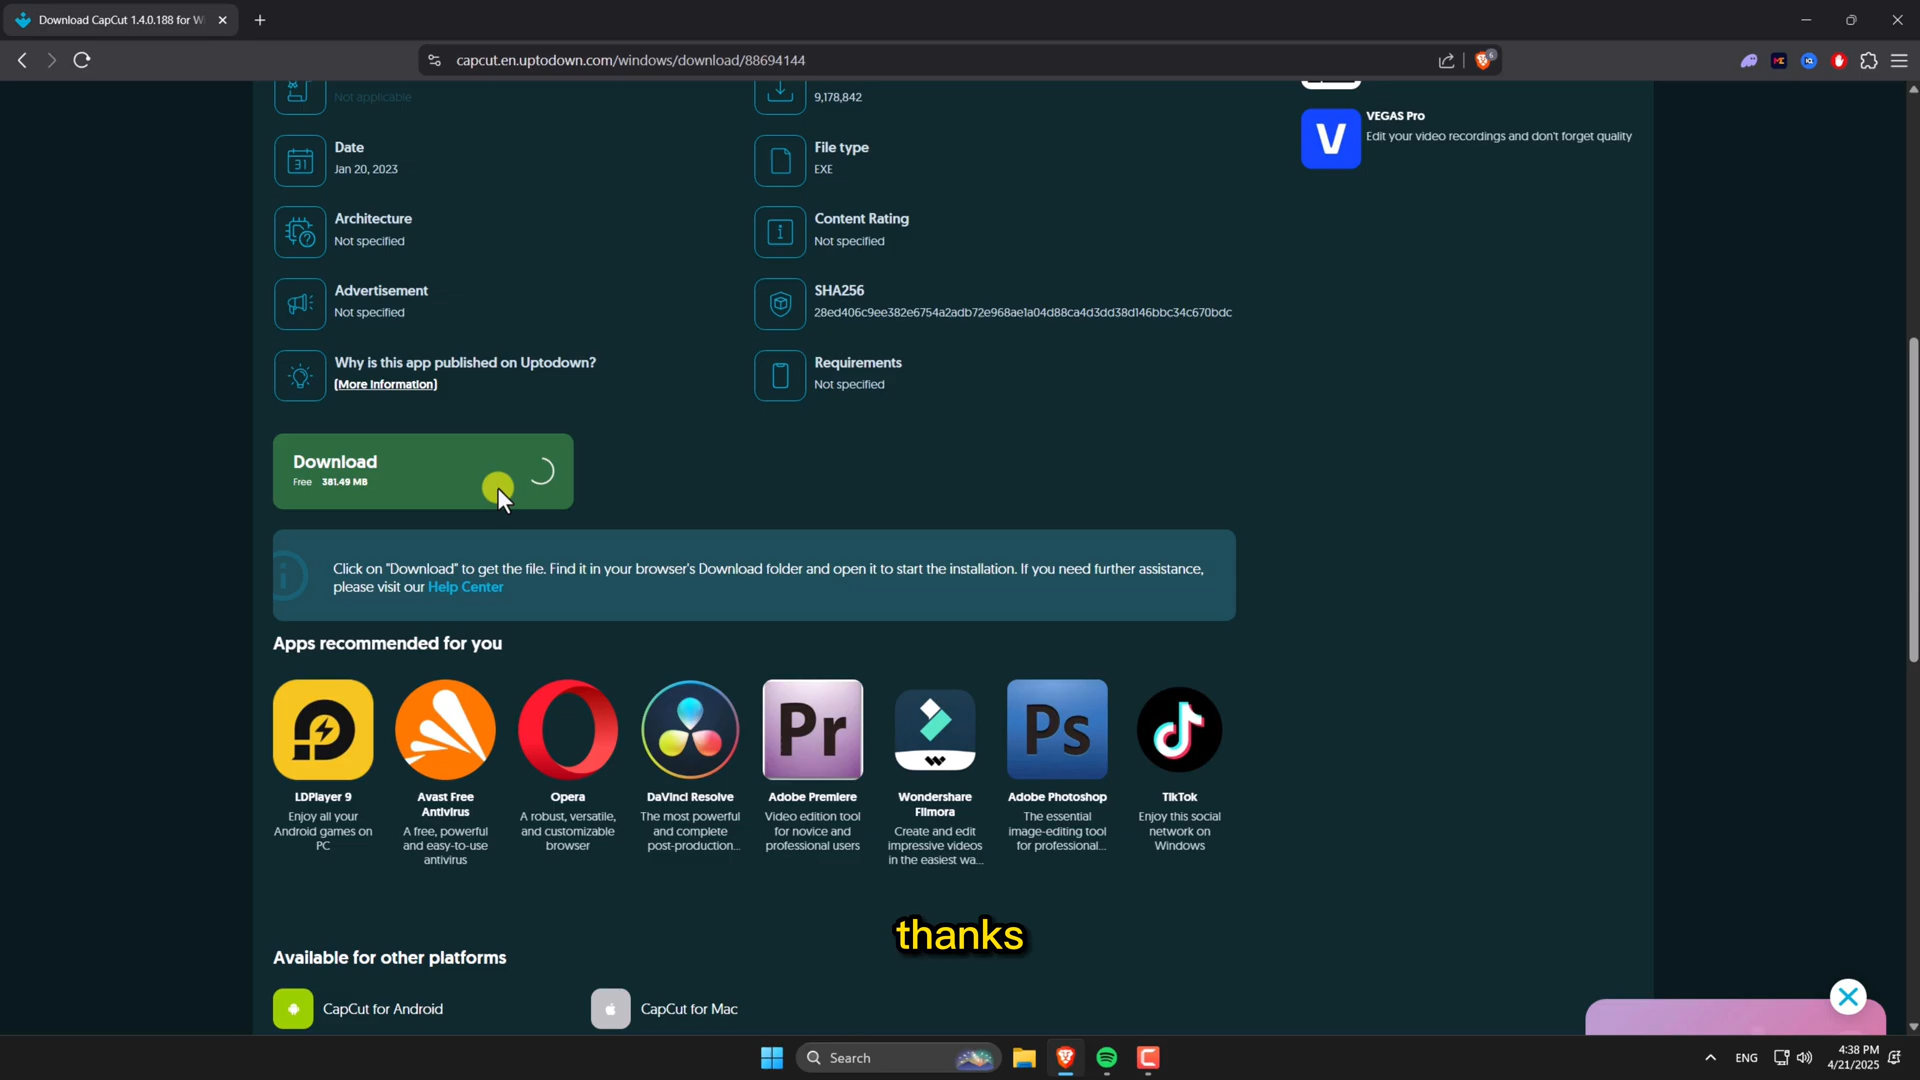 Download CapCut 1.4.0.188 for Wi
capcut.en.uptodown.com/windows/download/88694144
6
Not applicable
9,178,842
VEGAS Pro
Edit your video recordings and don't forget quality
Date
Jan 20, 2023
File type
EXE
Architecture
Not specified
Content Rating
Not specified
Advertisement
Not specified
SHA256
28ed406c9ee382e6754a2adb72e968ae1a04d88ca4d3dd38d146bbc34c670bdc
Why is this app published on Uptodown?
(More information)
Requirements
Not specified
Download
Free 381.49 MB
Click on "Download" to get the file. Find it in your browser's Download folder and open it to start the installation. If you need further assistance,
please visit our Help Center
Apps recommended for you
LDPlayer 9
Enjoy all your
Android games on
PC
Avast Free
Antivirus
A free, powerful
and easy-to-use
antivirus
Opera
A robust, versatile,
and customizable
browser
DaVinci Resolve
The most powerful
and complete
post-production...
Adobe Premiere
Video edition tool
for novice and
professional users
Wondershare
Filmora
Create and edit
impressive videos
in the easiest wa...
Adobe Photoshop
The essential
image-editing tool
for professional...
TikTok
Enjoy this social
network on
Windows
thanks
Available for other platforms
CapCut for Android
CapCut for Mac
Search
ENG
4:38 PM
4/21/2025